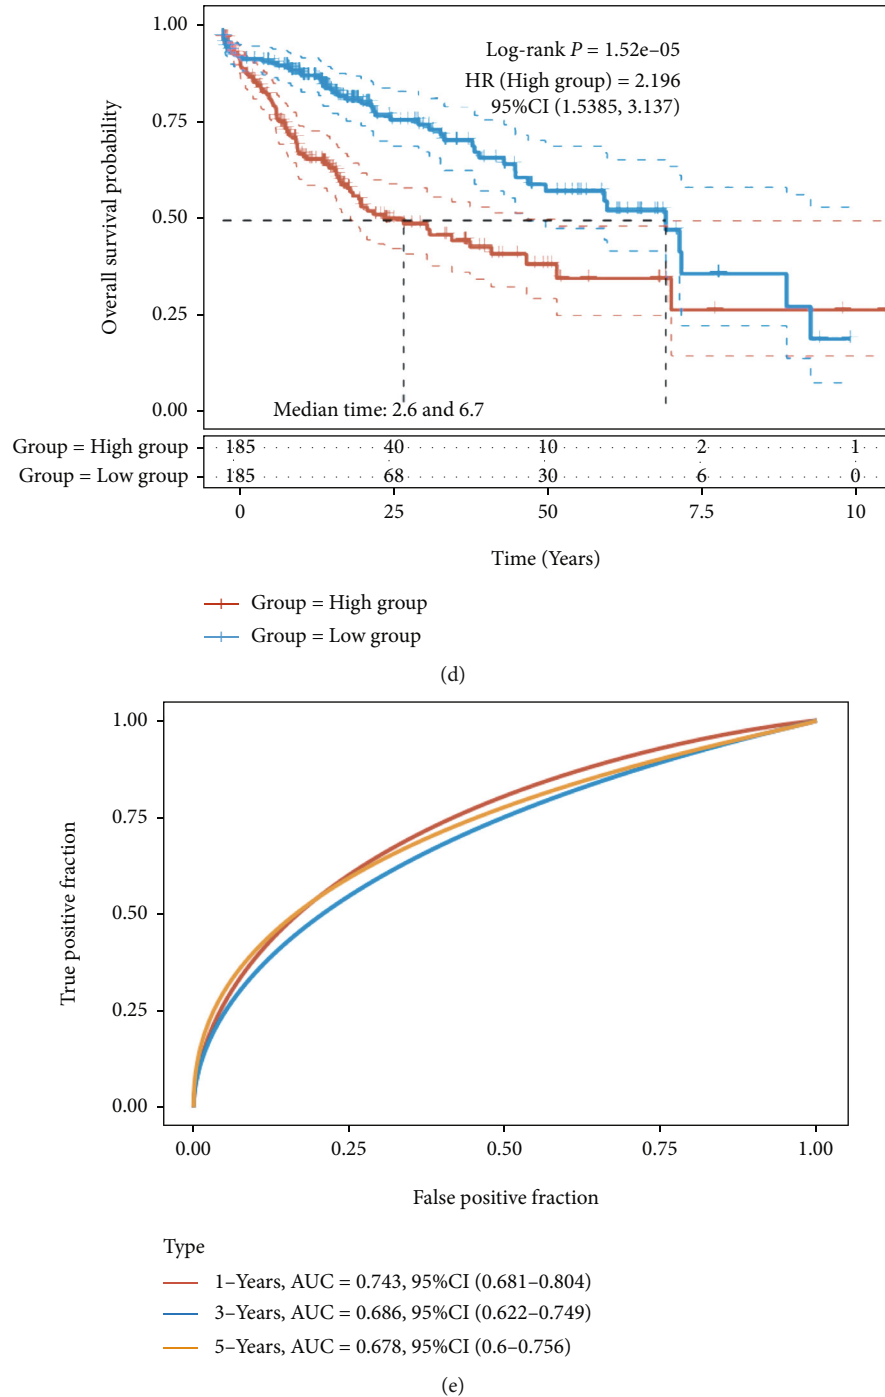 1.00
0.75
0.50
0.25
0.00
Overall survival probability
Log-rank P = 1.52e–05
HR (High group) = 2.196
95%CI (1.5385, 3.137)
Median time: 2.6 and 6.7
Group = High group 185 40 10 2 1
Group = Low group 185 68 30 6 0
0 25 50 7.5 10
Time (Years)
Group = High group
Group = Low group
(d)
1.00
0.75
0.50
0.25
0.00
True positive fraction
0.00 0.25 0.50 0.75 1.00
False positive fraction
Type
1–Years, AUC = 0.743, 95%CI (0.681–0.804)
3–Years, AUC = 0.686, 95%CI (0.622–0.749)
5–Years, AUC = 0.678, 95%CI (0.6–0.756)
(e)